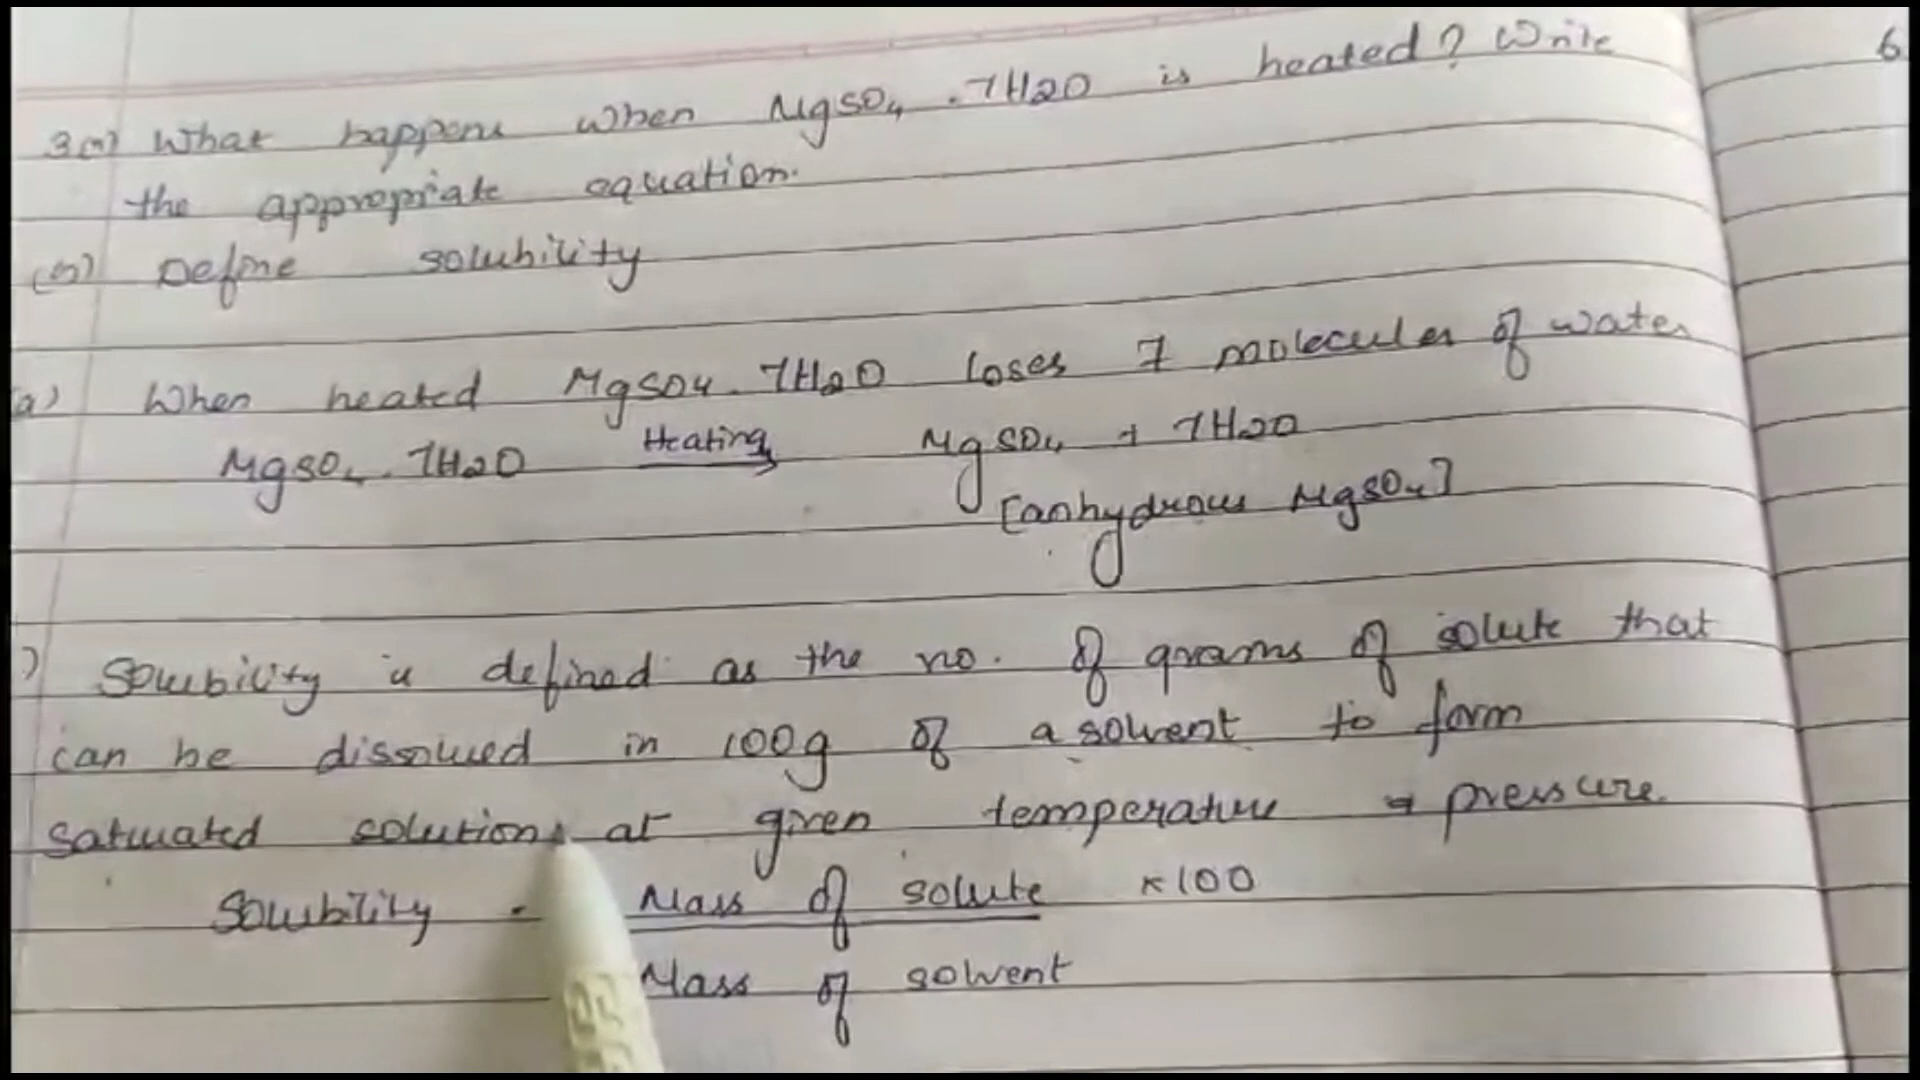 3(a) What happens when MgSO4 . 7H2O is heated? Write
6
the appropriate equation.
(b) Define solubility
a) When heated MgSO4. 7H2O loses 7 molecules of water
MgSO4. 7H2O Heating → MgSO4 + 7H2O
[anhydrous MgSO4]
) Solubility is defined as the no. of grams of solute that
can be dissolved in 100g of a solvent to form
saturated solution, at given temperature & pressure.
Solubility = Mass of solute ×100
Mass of solvent